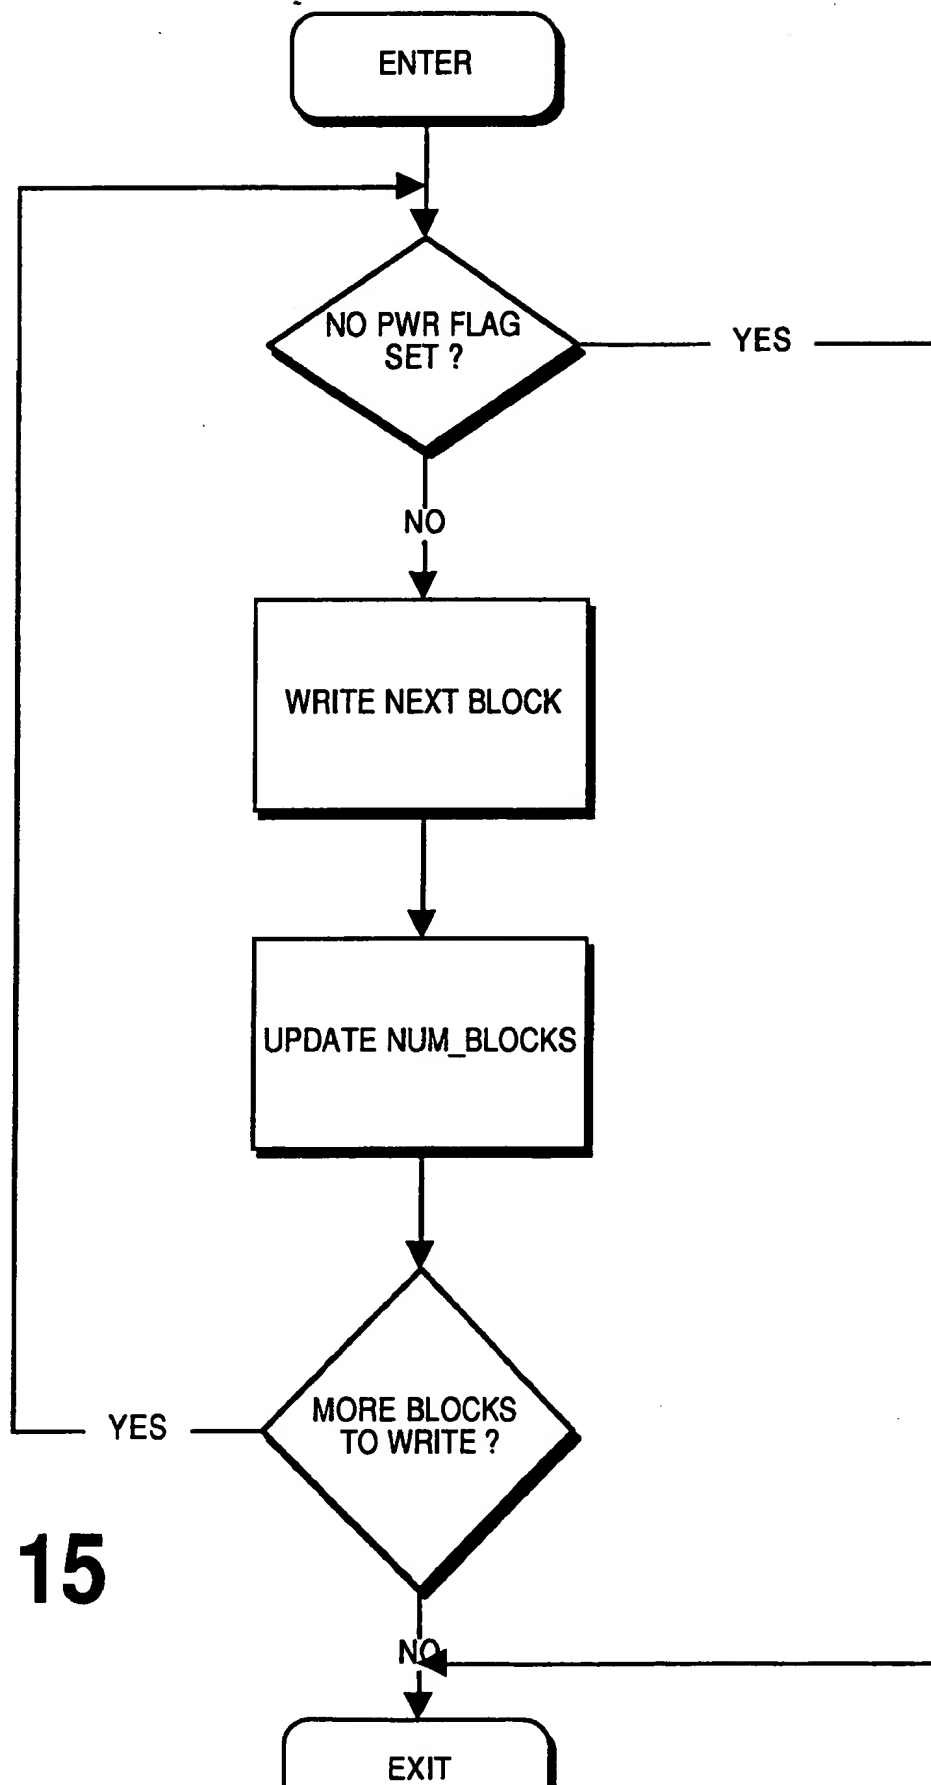 ENTER
NO PWR FLAG
SET ?
YES
NO
WRITE NEXT BLOCK
UPDATE NUM_BLOCKS
MORE BLOCKS
TO WRITE ?
YES
15
NO
EXIT